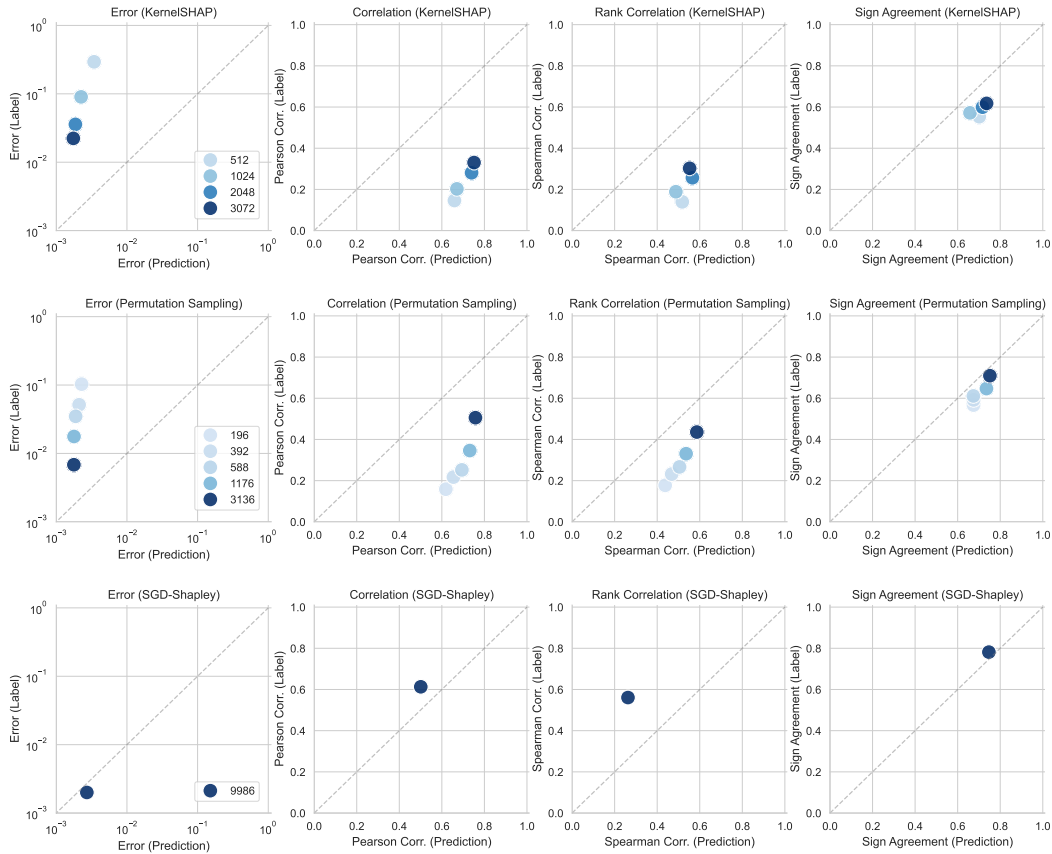 Error (KernelSHAP)
Error (Label)
10⁰
10⁻¹
10⁻²
10⁻³
512
1024
2048
3072
10⁻³ 10⁻² 10⁻¹ 10⁰
Error (Prediction)
Correlation (KernelSHAP)
Pearson Corr. (Label)
1.0
0.8
0.6
0.4
0.2
0.0
0.0 0.2 0.4 0.6 0.8 1.0
Pearson Corr. (Prediction)
Rank Correlation (KernelSHAP)
Spearman Corr. (Label)
1.0
0.8
0.6
0.4
0.2
0.0
0.0 0.2 0.4 0.6 0.8 1.0
Spearman Corr. (Prediction)
Sign Agreement (KernelSHAP)
Sign Agreement (Label)
1.0
0.8
0.6
0.4
0.2
0.0
0.0 0.2 0.4 0.6 0.8 1.0
Sign Agreement (Prediction)
Error (Permutation Sampling)
Error (Label)
10⁰
10⁻¹
10⁻²
10⁻³
196
392
588
1176
3136
10⁻³ 10⁻² 10⁻¹ 10⁰
Error (Prediction)
Correlation (Permutation Sampling)
Pearson Corr. (Label)
1.0
0.8
0.6
0.4
0.2
0.0
0.0 0.2 0.4 0.6 0.8 1.0
Pearson Corr. (Prediction)
Rank Correlation (Permutation Sampling)
Spearman Corr. (Label)
1.0
0.8
0.6
0.4
0.2
0.0
0.0 0.2 0.4 0.6 0.8 1.0
Spearman Corr. (Prediction)
Sign Agreement (Permutation Sampling)
Sign Agreement (Label)
1.0
0.8
0.6
0.4
0.2
0.0
0.0 0.2 0.4 0.6 0.8 1.0
Sign Agreement (Prediction)
Error (SGD-Shapley)
Error (Label)
10⁰
10⁻¹
10⁻²
10⁻³
9986
10⁻³ 10⁻² 10⁻¹ 10⁰
Error (Prediction)
Correlation (SGD-Shapley)
Pearson Corr. (Label)
1.0
0.8
0.6
0.4
0.2
0.0
0.0 0.2 0.4 0.6 0.8 1.0
Pearson Corr. (Prediction)
Rank Correlation (SGD-Shapley)
Spearman Corr. (Label)
1.0
0.8
0.6
0.4
0.2
0.0
0.0 0.2 0.4 0.6 0.8 1.0
Spearman Corr. (Prediction)
Sign Agreement (SGD-Shapley)
Sign Agreement (Label)
1.0
0.8
0.6
0.4
0.2
0.0
0.0 0.2 0.4 0.6 0.8 1.0
Sign Agreement (Prediction)